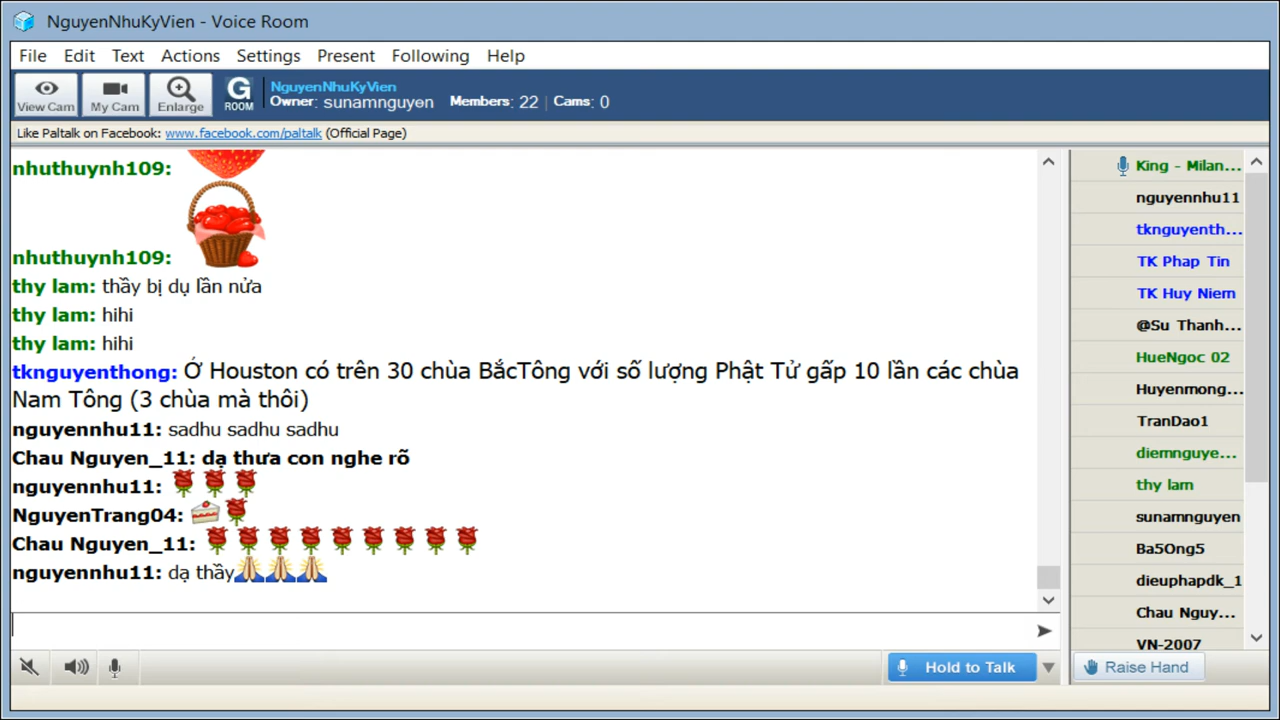 NguyenNhuKyVien - Voice Room
File Edit Text Actions Settings Present Following Help
View Cam My Cam Enlarge G ROOM
NguyenNhuKyVien
Owner: sunamnguyen Members: 22 | Cams: 0
Like Paltalk on Facebook: www.facebook.com/paltalk (Official Page)
nhuthuynh109:
nhuthuynh109:
thy lam: thầy bị dụ lần nửa
thy lam: hihi
thy lam: hihi
tknguyenthong: Ở Houston có trên 30 chùa BắcTông với số lượng Phật Tử gấp 10 lần các chùa
Nam Tông (3 chùa mà thôi)
nguyennhu11: sadhu sadhu sadhu
Chau Nguyen_11: dạ thưa con nghe rõ
nguyennhu11: 🌹🌹🌹
NguyenTrang04: 🍰🌹
Chau Nguyen_11: 🌹🌹🌹🌹🌹🌹🌹🌹🌹
nguyennhu11: dạ thầy🙏🙏🙏
King - Milan...
nguyennhu11
tknguyenth...
TK Phap Tin
TK Huy Niem
@Su Thanh...
HueNgoc 02
Huyenmong...
TranDao1
diemnguye...
thy lam
sunamnguyen
Ba5Ong5
dieuphapdk_1
Chau Nguy...
VN-2007
Hold to Talk
Raise Hand